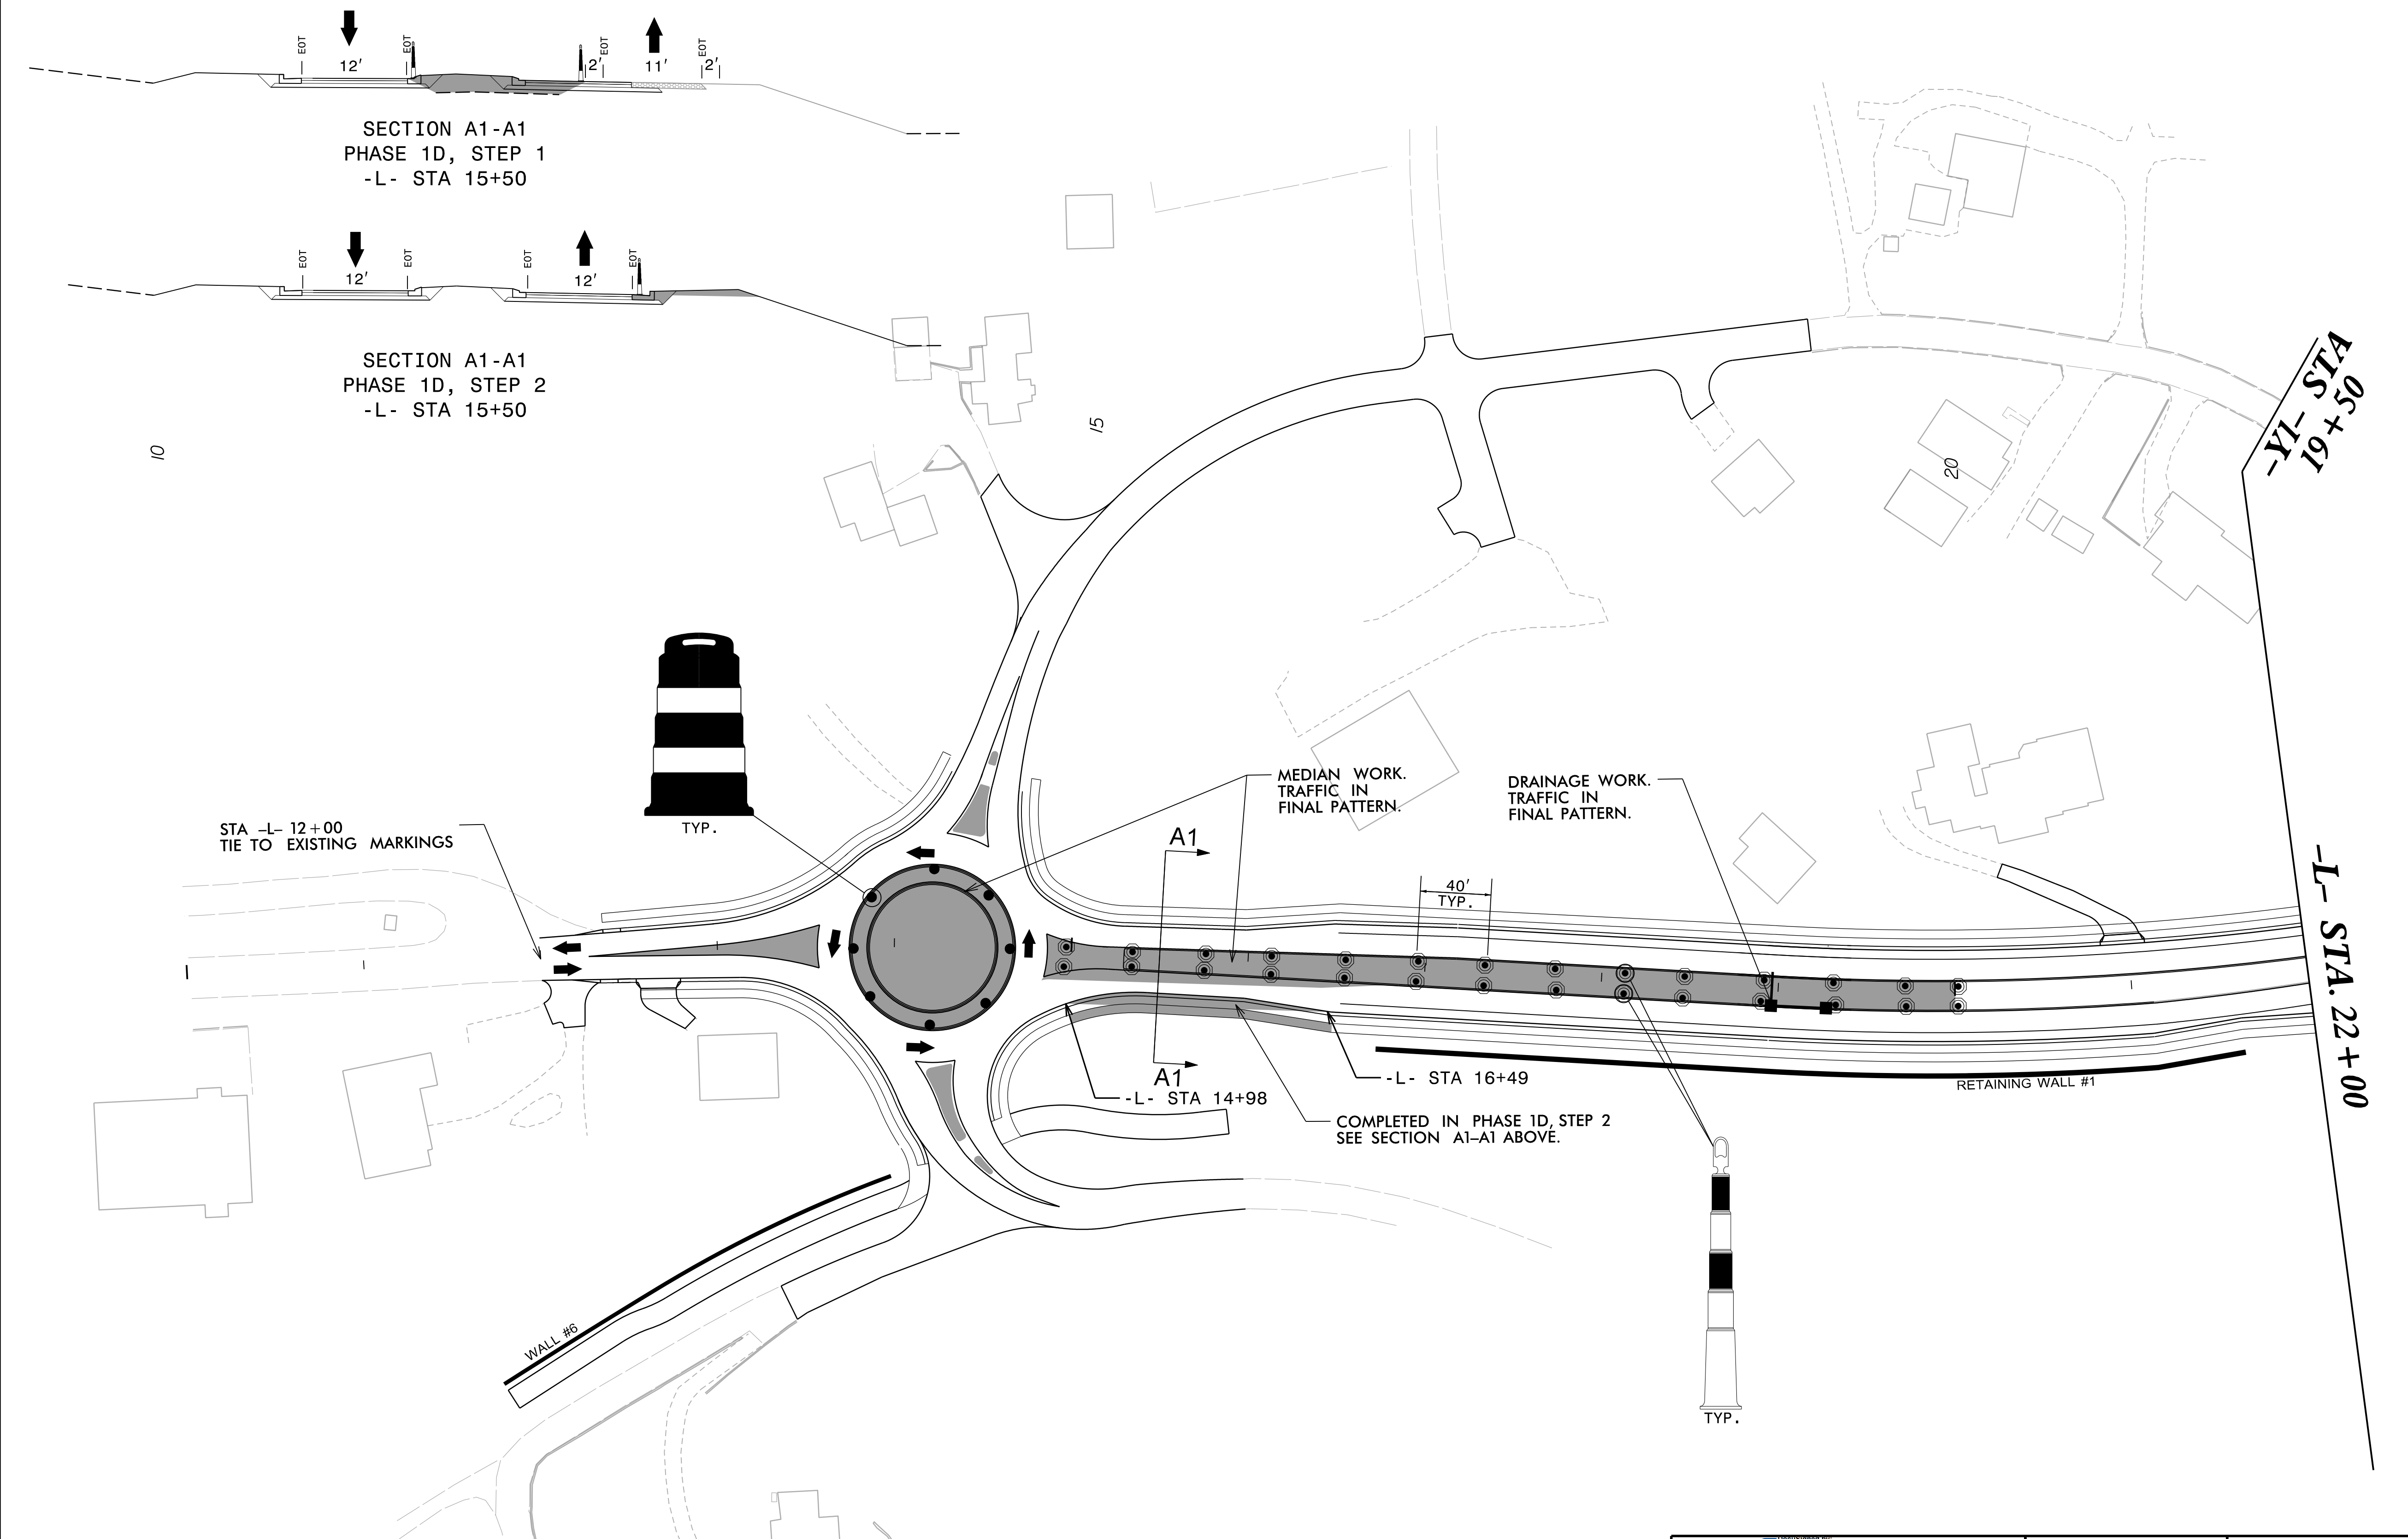 EOT
12'
EOT
2'
EOT
11'
EOT
2'
SECTION A1-A1
PHASE 1D, STEP 1
-L- STA 15+50
EOT
12'
EOT
EOT
12'
EOT
SECTION A1-A1
PHASE 1D, STEP 2
-L- STA 15+50
10
15
20
-Y1- STA
19+50
TYP.
STA -L- 12+00
TIE TO EXISTING MARKINGS
MEDIAN WORK.
TRAFFIC IN
FINAL PATTERN.
DRAINAGE WORK.
TRAFFIC IN
FINAL PATTERN.
A1
40'
TYP.
-L- STA. 22+00
A1
-L- STA 14+98
-L- STA 16+49
RETAINING WALL #1
COMPLETED IN PHASE 1D, STEP 2
SEE SECTION A1-A1 ABOVE.
WALL #6
TYP.